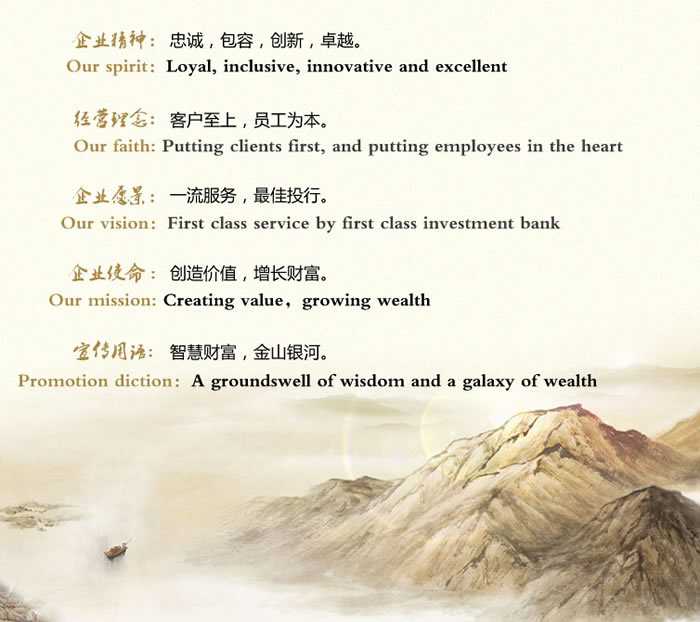 企业精神：忠诚，包容，创新，卓越。
Our spirit: Loyal, inclusive, innovative and excellent
经营理念：客户至上，员工为本。
Our faith: Putting clients first, and putting employees in the heart
企业愿景：一流服务，最佳投行。
Our vision: First class service by first class investment bank
企业使命：创造价值，增长财富。
Our mission: Creating value，growing wealth
宣传用语：智慧财富，金山银河。
Promotion diction：A groundswell of wisdom and a galaxy of wealth